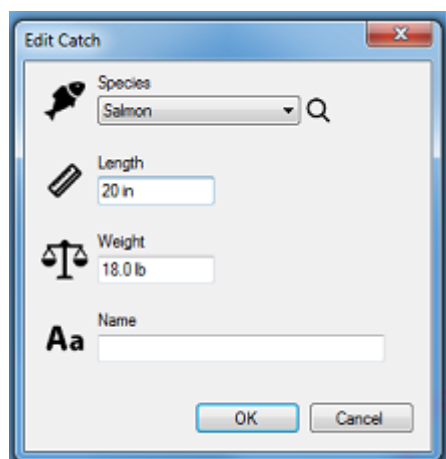 Edit Catch
Species
Salmon
Length
20 in
Weight
18.0 lb
Aa
Name
OK
Cancel